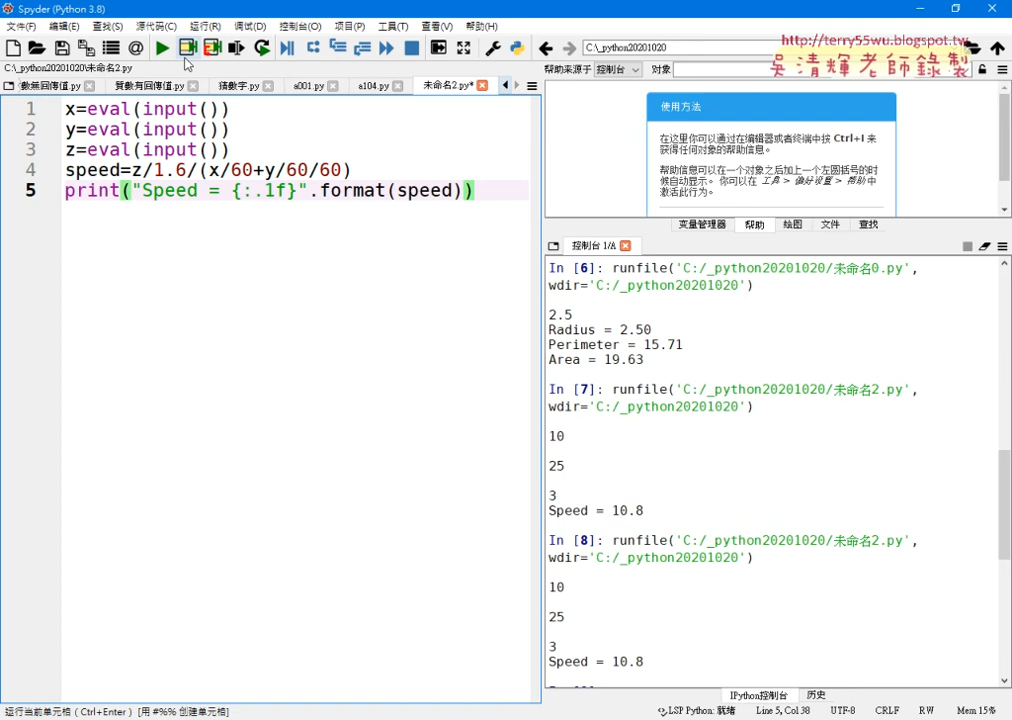 Spyder (Python 3.8)
文件(F) 编辑(E) 查找(S) 源代码(C) 运行(R) 调试(D) 控制台(O) 项目(P) 工具(T) 查看(V) 帮助(H)
C:\_python20201020
http://terry55wu.blogspot.tw
吳清輝老師錄製
C:\_python20201020\未命名2.py
帮助来源于 控制台 对象
數無回傳值.py 質數有回傳值.py 猜數字.py a001.py a104.py 未命名2.py*
1 x=eval(input())
2 y=eval(input())
3 z=eval(input())
4 speed=z/1.6/(x/60+y/60/60)
5 print("Speed = {:.1f}".format(speed))
使用方法
在这里你可以通过在编辑器或者终端中按 Ctrl+I 来
获得任何对象的帮助信息。
帮助信息可以在一个对象之后加上一个左圆括号的时
候自动显示。 你可以在 工具 > 偏好设置 > 帮助 中
激活此行为。
变量管理器 帮助 绘图 文件 查找
控制台 1/A
In [6]: runfile('C:/_python20201020/未命名0.py',
wdir='C:/_python20201020')
2.5
Radius = 2.50
Perimeter = 15.71
Area = 19.63
In [7]: runfile('C:/_python20201020/未命名2.py',
wdir='C:/_python20201020')
10
25
3
Speed = 10.8
In [8]: runfile('C:/_python20201020/未命名2.py',
wdir='C:/_python20201020')
10
25
3
Speed = 10.8
IPython控制台 历史
运行当前单元格 (Ctrl+Enter) [用 #%% 创建单元格]
LSP Python: 就绪 Line 5, Col 38 UTF-8 CRLF RW Mem 15%